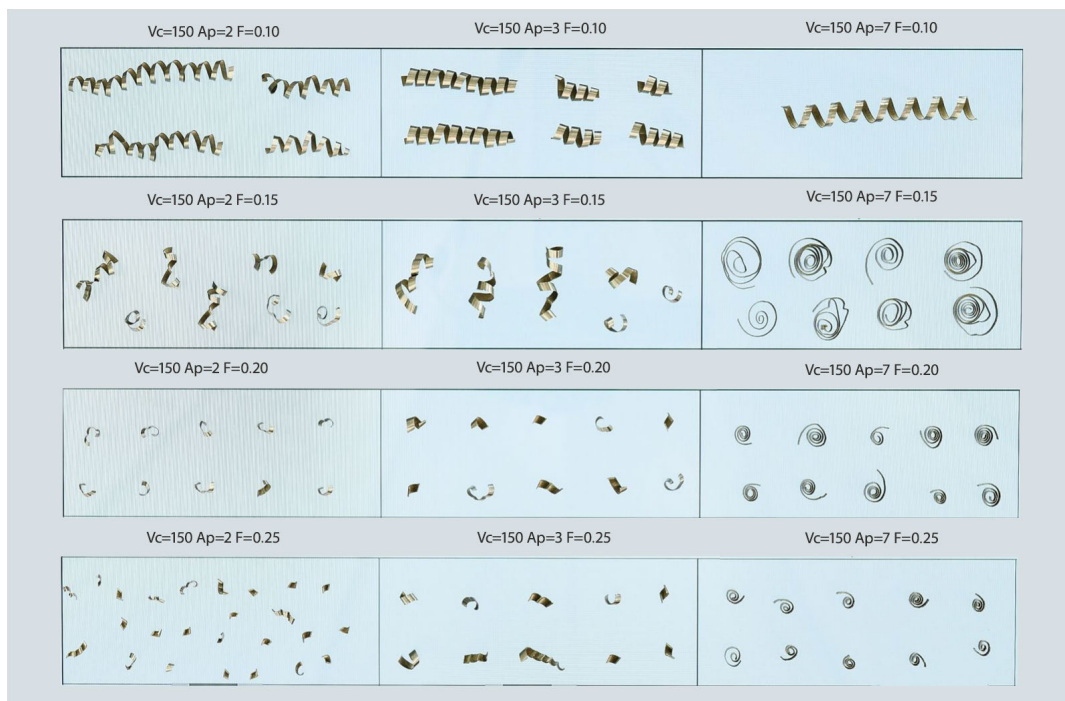 Vc=150 Ap=2 F=0.10
Vc=150 Ap=3 F=0.10
Vc=150 Ap=7 F=0.10
Vc=150 Ap=2 F=0.15
Vc=150 Ap=3 F=0.15
Vc=150 Ap=7 F=0.15
Vc=150 Ap=2 F=0.20
Vc=150 Ap=3 F=0.20
Vc=150 Ap=7 F=0.20
Vc=150 Ap=2 F=0.25
Vc=150 Ap=3 F=0.25
Vc=150 Ap=7 F=0.25